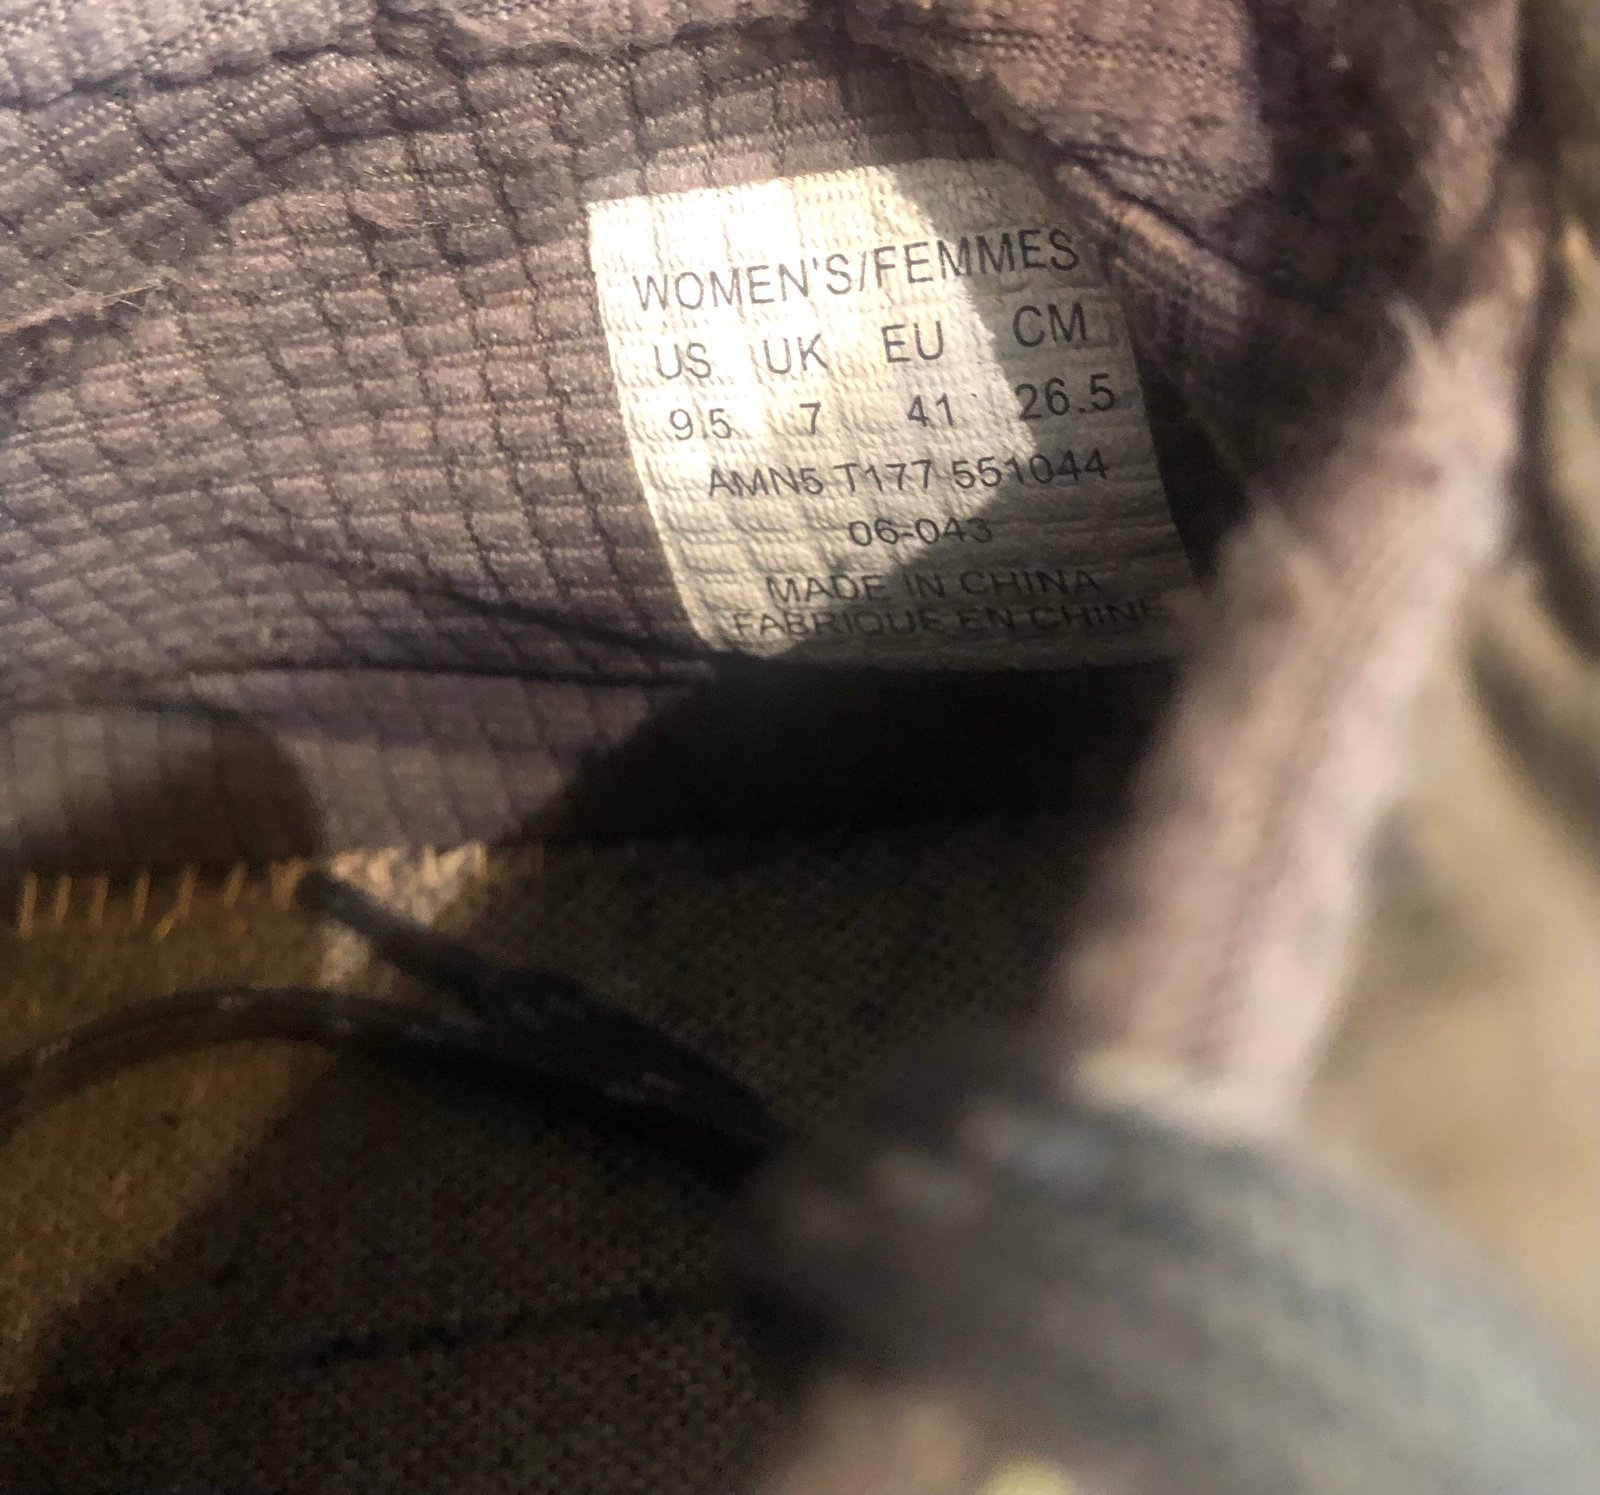 WOMEN'S/FEMMES
US UK EU CM
9.5 7 41 26.5
AMN5 T177 551044
06-043
MADE IN CHINA
FABRIQUE EN CHINE